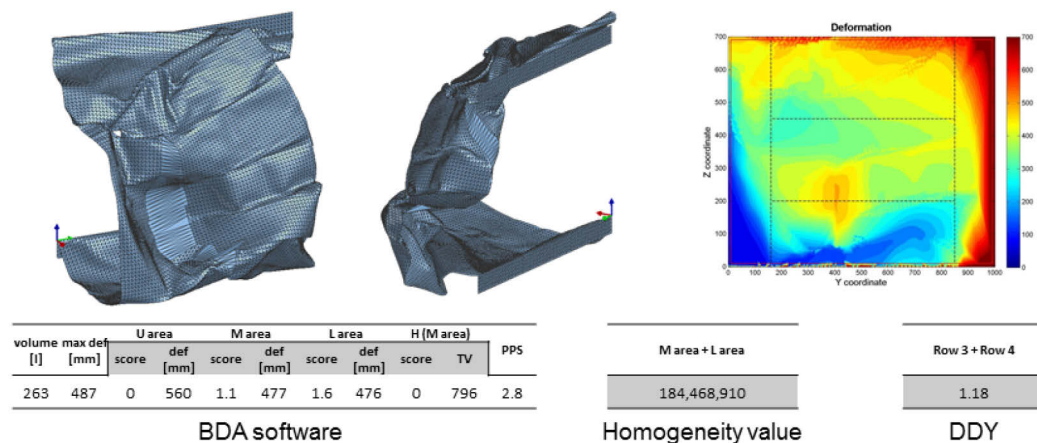 Deformation
700
600
500
400
300
200
100
0
Z coordinate
0 100 200 300 400 500 600 700 800 900 1000
Y coordinate
700
600
500
400
300
200
100
0
volume [l] max def [mm] U area M area L area H (M area) PPS
score def [mm] score def [mm] score def [mm] score TV
263 487 0 560 1.1 477 1.6 476 0 796 2.8
BDA software
M area + L area
184,468,910
Homogeneity value
Row 3 + Row 4
1.18
DDY